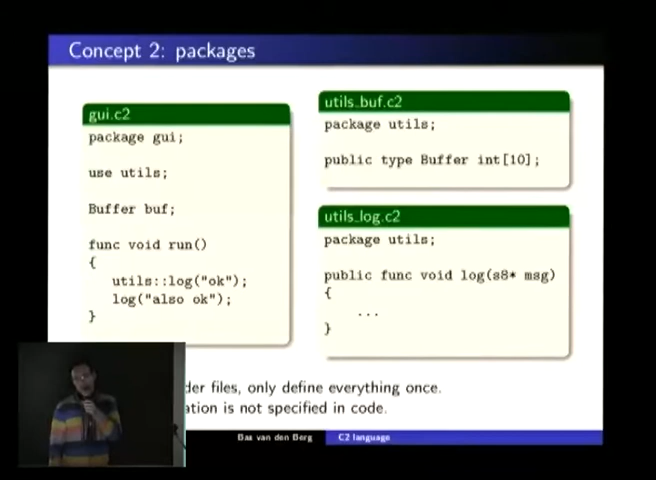 Concept 2: packages
gui.c2
package gui;
use utils;
Buffer buf;
func void run()
{
utils::log("ok");
log("also ok");
}
utils_buf.c2
package utils;
public type Buffer int[10];
utils_log.c2
package utils;
public func void log(s8* msg)
{
...
}
der files, only define everything once.
ation is not specified in code.
Bas van den Berg
C2 language